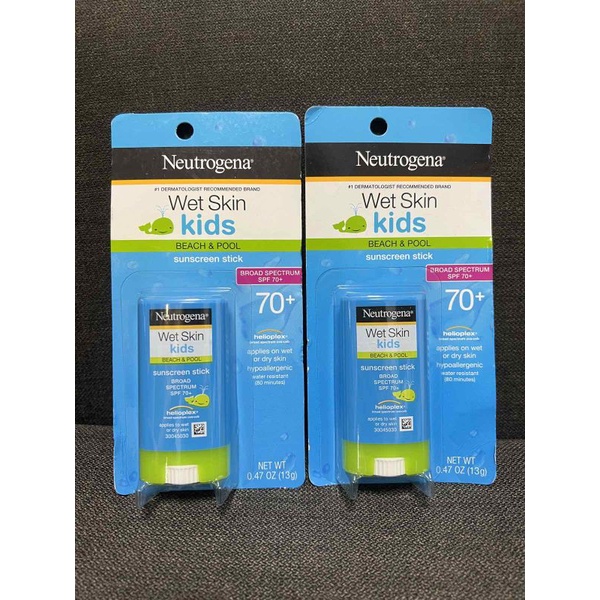 Neutrogena®
#1 DERMATOLOGIST RECOMMENDED BRAND
Wet Skin
kids
BEACH & POOL
sunscreen stick
BROAD SPECTRUM
SPF 70+
70+
helioplex®
applies on wet
or dry skin
hypoallergenic
water resistant
(80 minutes)
NET WT
0.47 OZ (13g)
Neutrogena®
Wet Skin
kids
BEACH & POOL
sunscreen stick
BROAD
SPECTRUM
SPF 70+
helioplex®
applies to wet
or dry skin
30045030
Neutrogena®
#1 DERMATOLOGIST RECOMMENDED BRAND
Wet Skin
kids
BEACH & POOL
sunscreen stick
BROAD SPECTRUM
SPF 70+
70+
helioplex®
applies on wet
or dry skin
hypoallergenic
water resistant
(80 minutes)
NET WT
0.47 OZ (13g)
Neutrogena®
Wet Skin
kids
BEACH & POOL
sunscreen stick
BROAD
SPECTRUM
SPF 70+
helioplex®
applies to wet
or dry skin
30045030